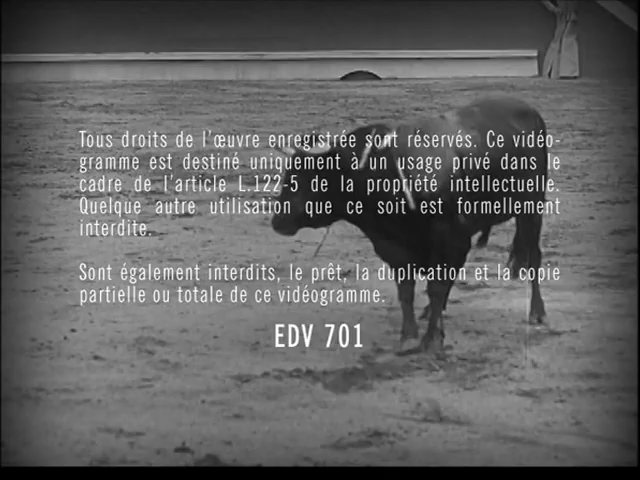 Tous droits de l'œuvre enregistrée sont réservés. Ce vidéo-
gramme est destiné uniquement à un usage privé dans le
cadre de l'article L.122-5 de la propriété intellectuelle.
Quelque autre utilisation que ce soit est formellement
interdite.
Sont également interdits, le prêt, la duplication et la copie
partielle ou totale de ce vidéogramme.
EDV 701